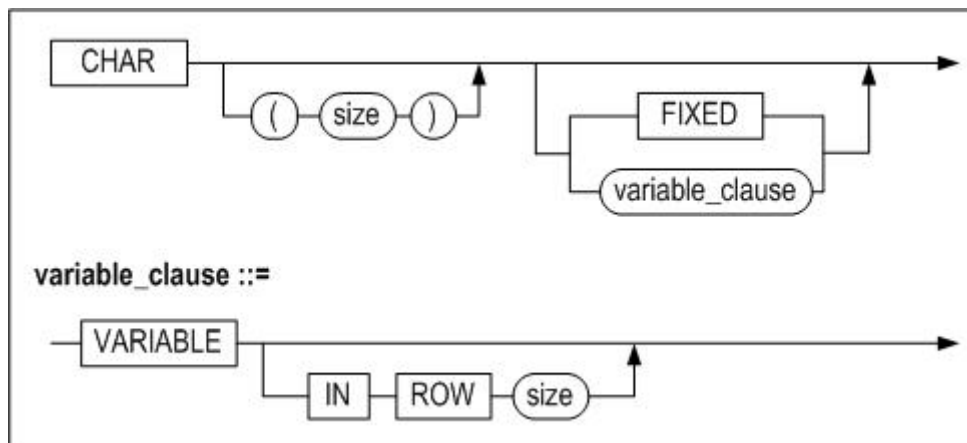 CHAR
( size )
FIXED
variable_clause
variable_clause ::=
VARIABLE
IN ROW size